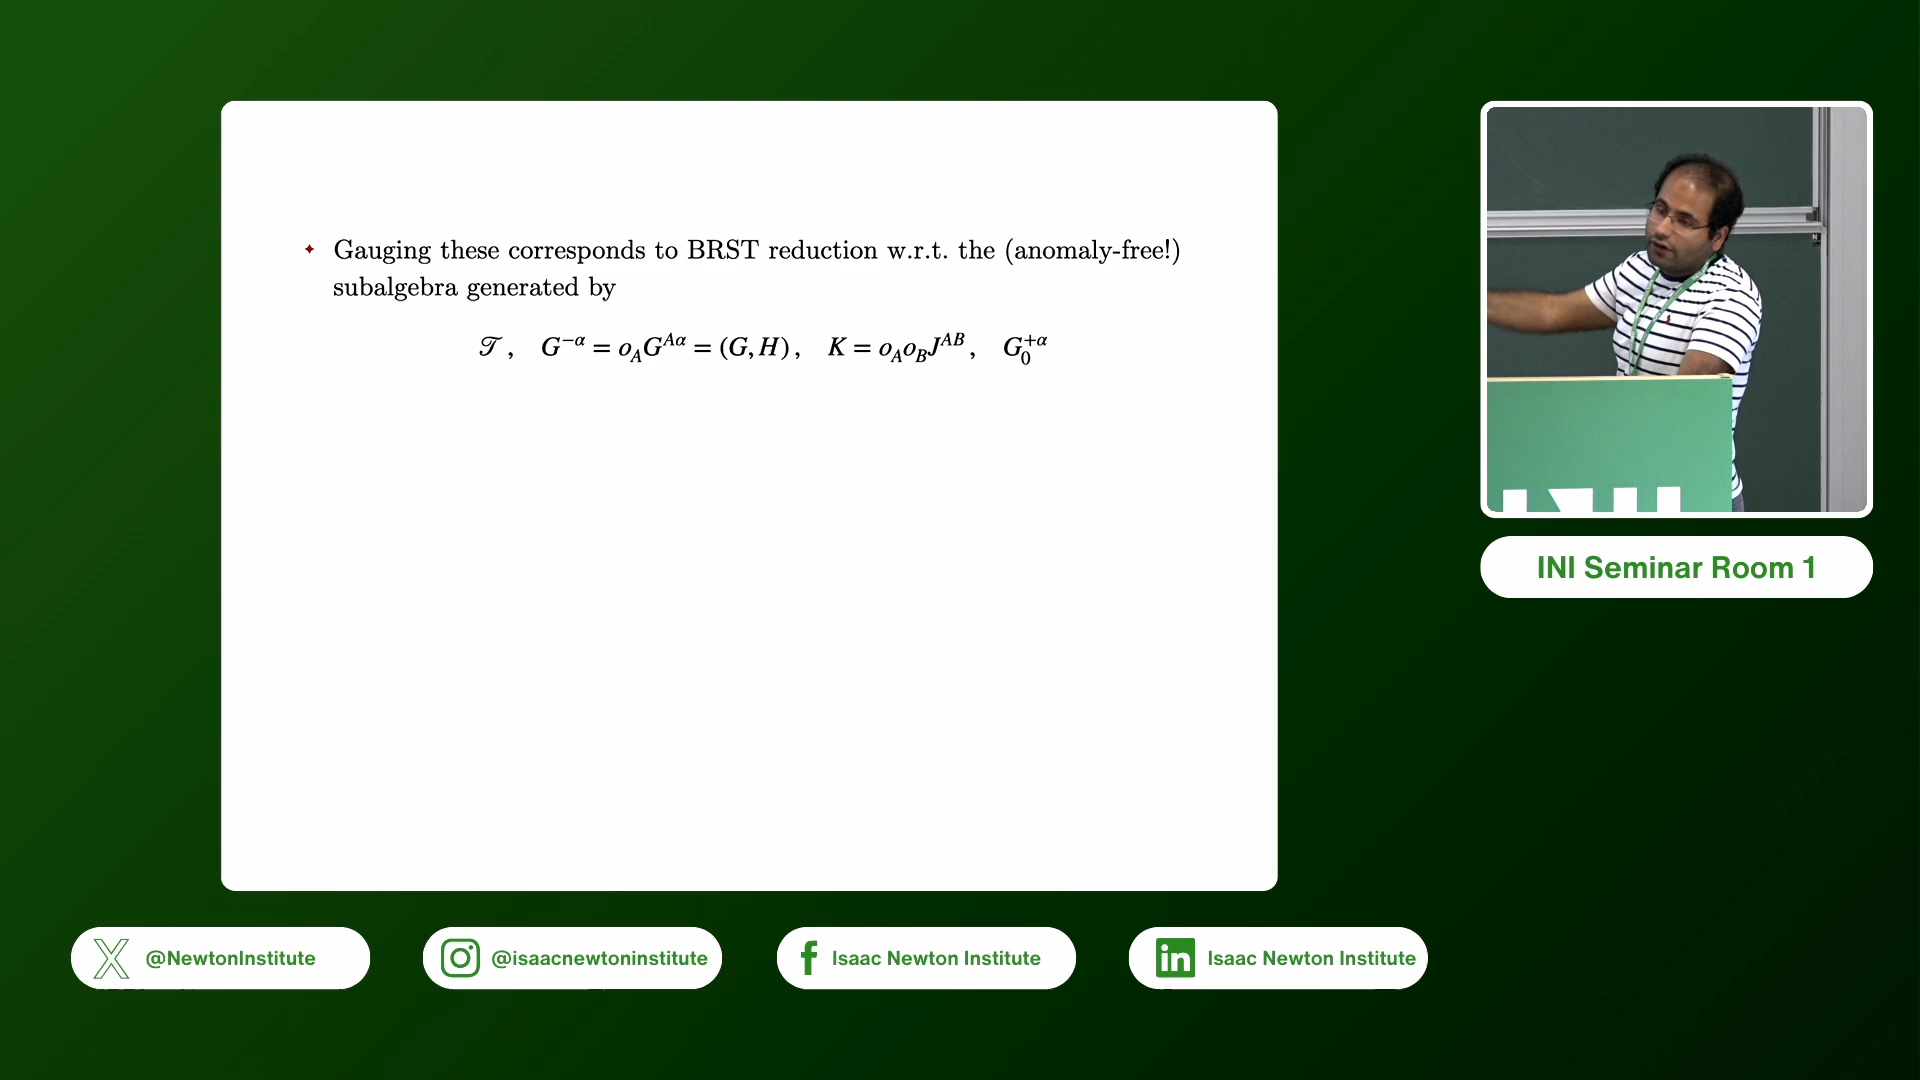 ✦ Gauging these corresponds to BRST reduction w.r.t. the (anomaly-free!)
subalgebra generated by
𝒯 , G^{−α} = o_A G^{Aα} = (G, H) , K = o_A o_B J^{AB} , G_0^{+α}
INI Seminar Room 1
@NewtonInstitute
@isaacnewtoninstitute
Isaac Newton Institute
Isaac Newton Institute